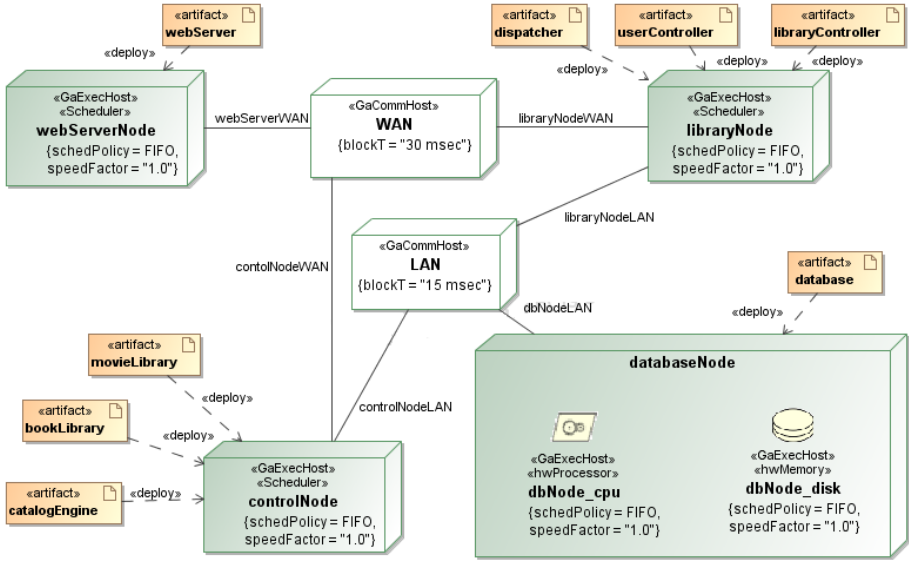 «artifact»
webServer
«deploy»
«GaExecHost»
«Scheduler»
webServerNode
{schedPolicy = FIFO,
speedFactor = "1.0"}
webServerWAN
«GaCommHost»
WAN
{blockT = "30 msec"}
libraryNodeWAN
«artifact»
dispatcher
«deploy»
«artifact»
userController
«deploy»
«artifact»
libraryController
«deploy»
«GaExecHost»
«Scheduler»
libraryNode
{schedPolicy = FIFO,
speedFactor = "1.0"}
libraryNodeLAN
contolNodeWAN
«GaCommHost»
LAN
{blockT = "15 msec"}
dbNodeLAN
controlNodeLAN
«artifact»
database
«deploy»
databaseNode
«GaExecHost»
«hwProcessor»
dbNode_cpu
{schedPolicy = FIFO,
speedFactor = "1.0"}
«GaExecHost»
«hwMemory»
dbNode_disk
{schedPolicy = FIFO,
speedFactor = "1.0"}
«artifact»
movieLibrary
«deploy»
«artifact»
bookLibrary
«deploy»
«artifact»
catalogEngine
«deploy»
«GaExecHost»
«Scheduler»
controlNode
{schedPolicy = FIFO,
speedFactor = "1.0"}